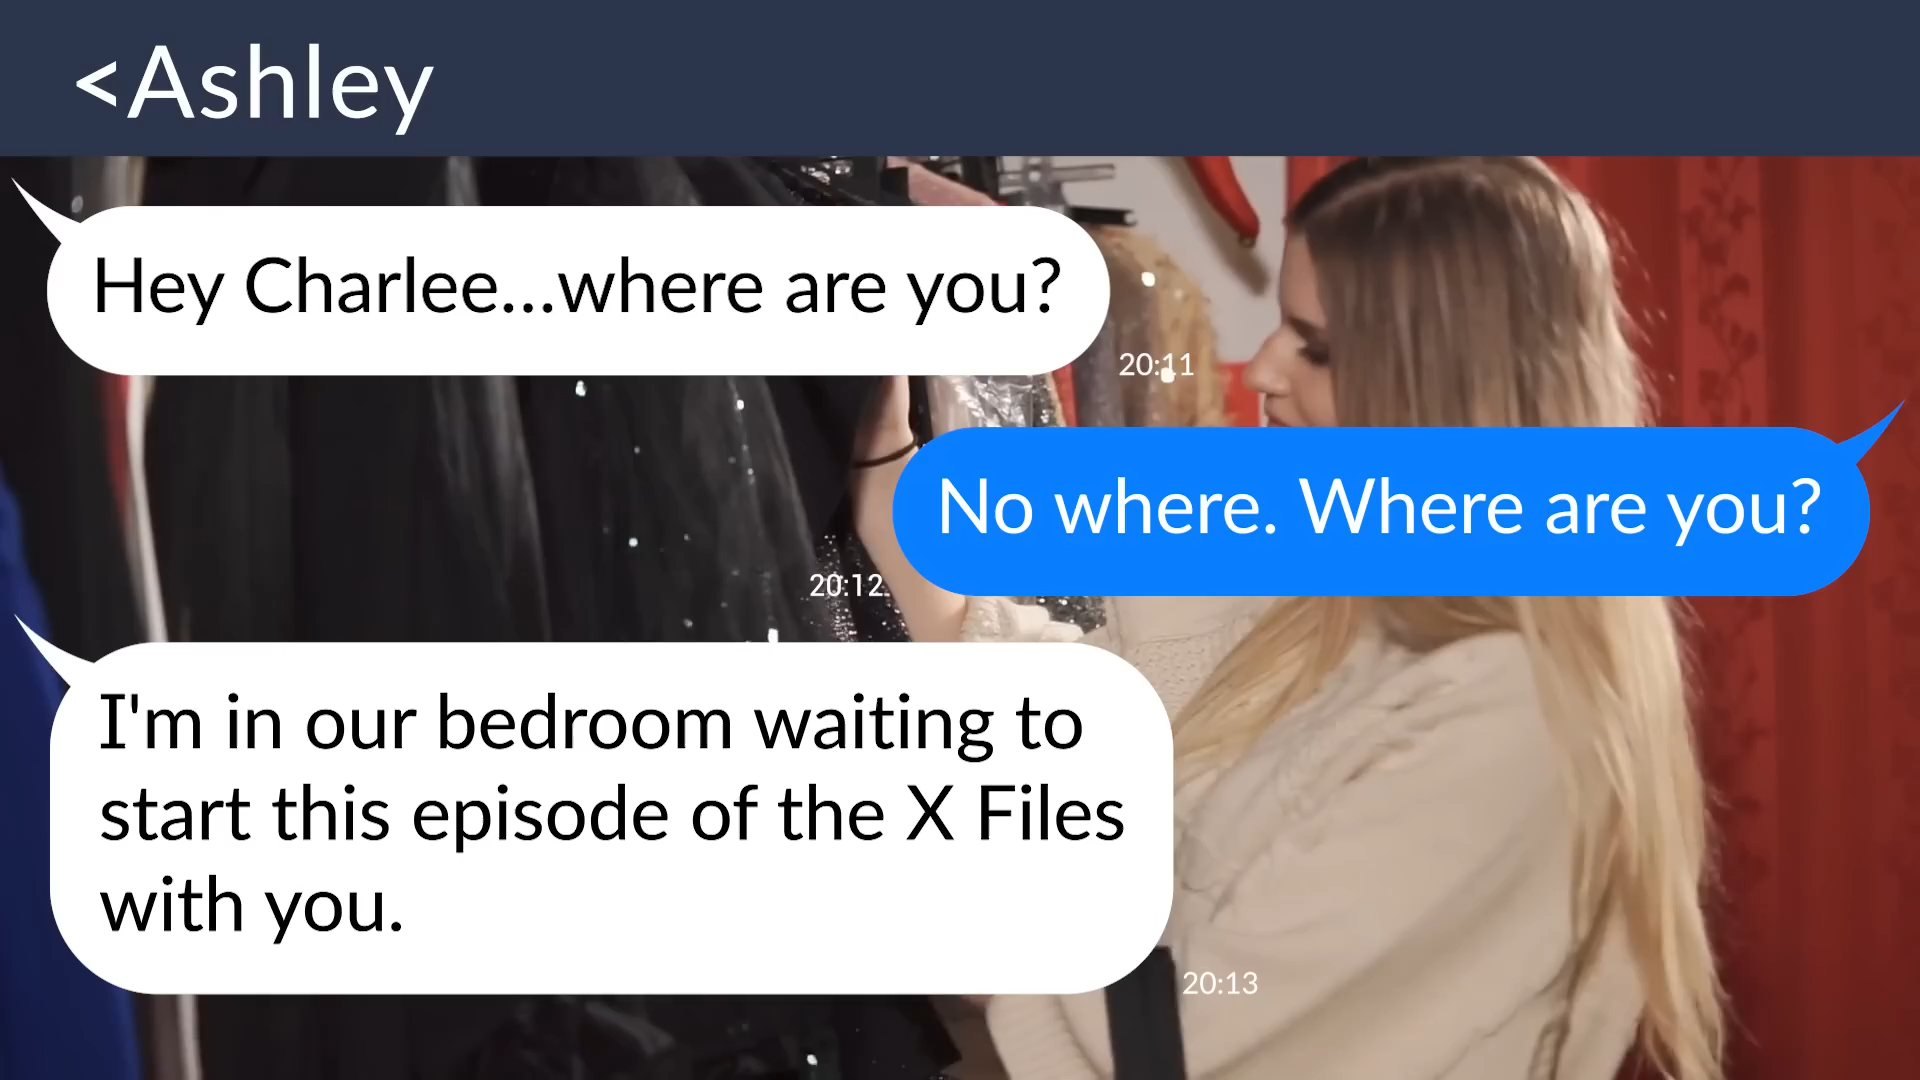 <Ashley
Hey Charlee...where are you?
20:11
No where. Where are you?
20:12
I'm in our bedroom waiting to
start this episode of the X Files
with you.
20:13